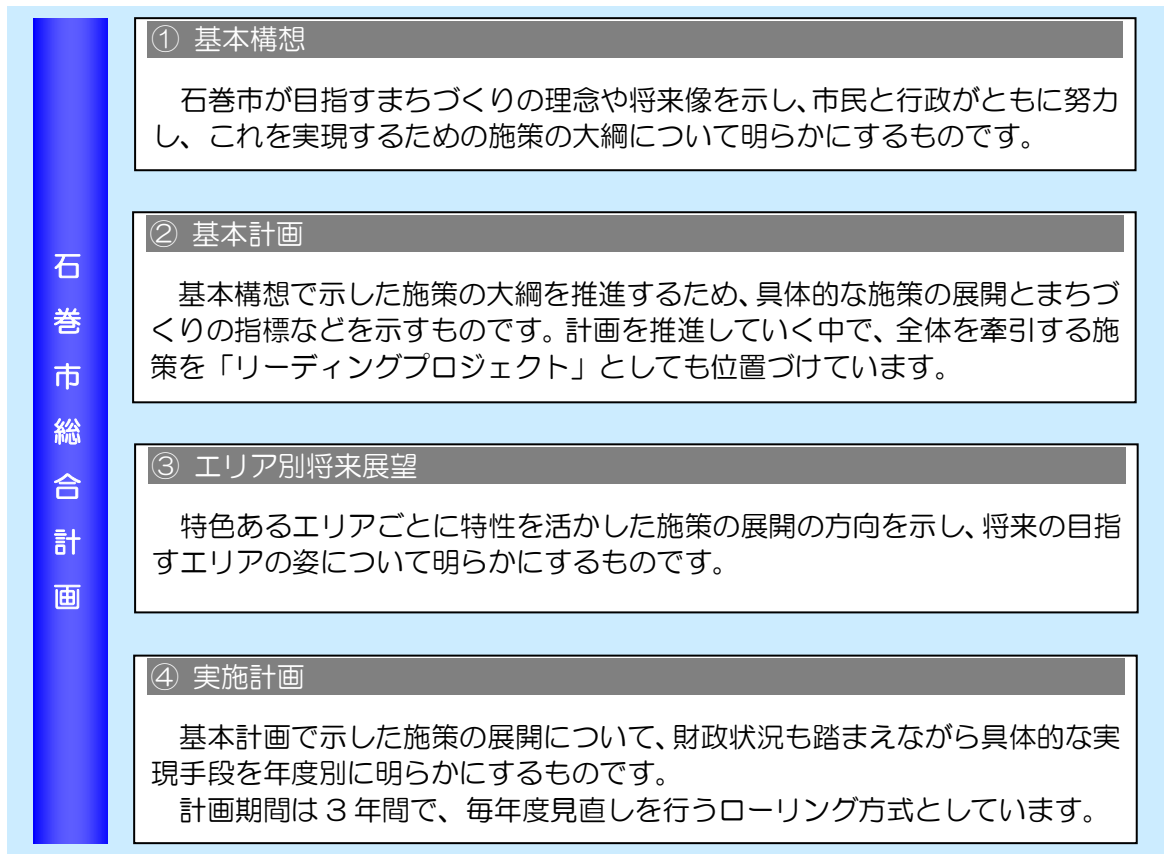 石巻市総合計画
① 基本構想
石巻市が目指すまちづくりの理念や将来像を示し、市民と行政がともに努力
し、これを実現するための施策の大綱について明らかにするものです。
② 基本計画
基本構想で示した施策の大綱を推進するため、具体的な施策の展開とまちづ
くりの指標などを示すものです。計画を推進していく中で、全体を牽引する施
策を「リーディングプロジェクト」としても位置づけています。
③ エリア別将来展望
特色あるエリアごとに特性を活かした施策の展開の方向を示し、将来の目指
すエリアの姿について明らかにするものです。
④ 実施計画
基本計画で示した施策の展開について、財政状況も踏まえながら具体的な実
現手段を年度別に明らかにするものです。
計画期間は3年間で、毎年度見直しを行うローリング方式としています。